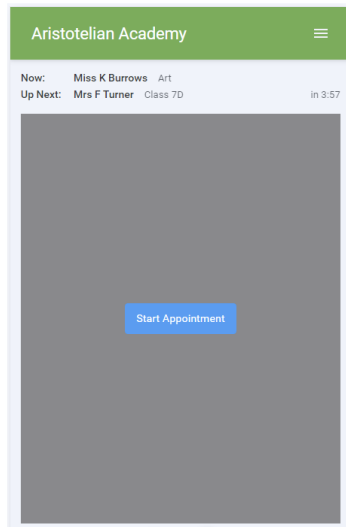 Aristotelian Academy
Now: Miss K Burrows Art
Up Next: Mrs F Turner Class 7D in 3:57
Start Appointment